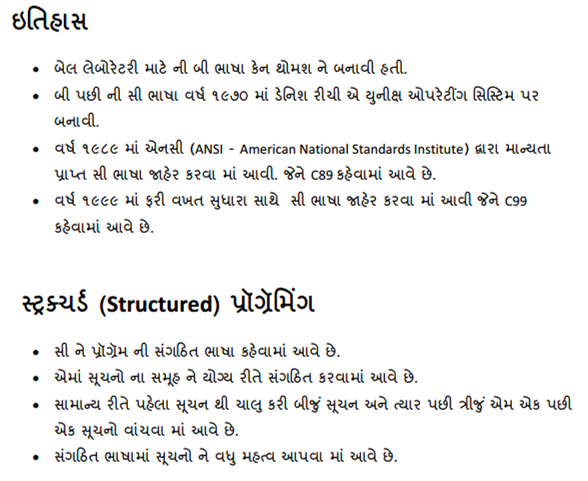 ઇતિહાસ
• બેલ લેબોરેટરી માટે ની બી ભાષા કેન થોમશ ને બનાવી હતી.
• બી પછી ની સી ભાષા વર્ષ ૧૯૭૦ માં ડેનિશ રીચી એ યુનીક્ષ ઓપરેટીંગ સિસ્ટિમ પર
બનાવી.
• વર્ષ ૧૯૮૯ માં એનસી (ANSI - American National Standards Institute) દ્વારા માન્યતા
પ્રાપ્ત સી ભાષા જાહેર કરવા માં આવી. જેને C89 કહેવામાં આવે છે.
• વર્ષ ૧૯૯૯ માં ફરી વખત સુધારા સાથે સી ભાષા જાહેર કરવા માં આવી જેને C99
કહેવામાં આવે છે.
સ્ટ્રક્ચર્ડ (Structured) પ્રૉગ્રૅમિંગ
• સી ને પ્રૉગ્રૅમ ની સંગઠિત ભાષા કહેવામાં આવે છે.
• એમાં સૂચનો ના સમૂહ ને યોગ્ય રીતે સંગઠિત કરવામાં આવે છે.
• સામાન્ય રીતે પહેલા સૂચન થી ચાલુ કરી બીજું સૂચન અને ત્યાર પછી ત્રીજું એમ એક પછી
એક સૂચનો વાંચવા માં આવે છે.
• સંગઠિત ભાષામાં સૂચનો ને વધુ મહત્વ આપવા માં આવે છે.